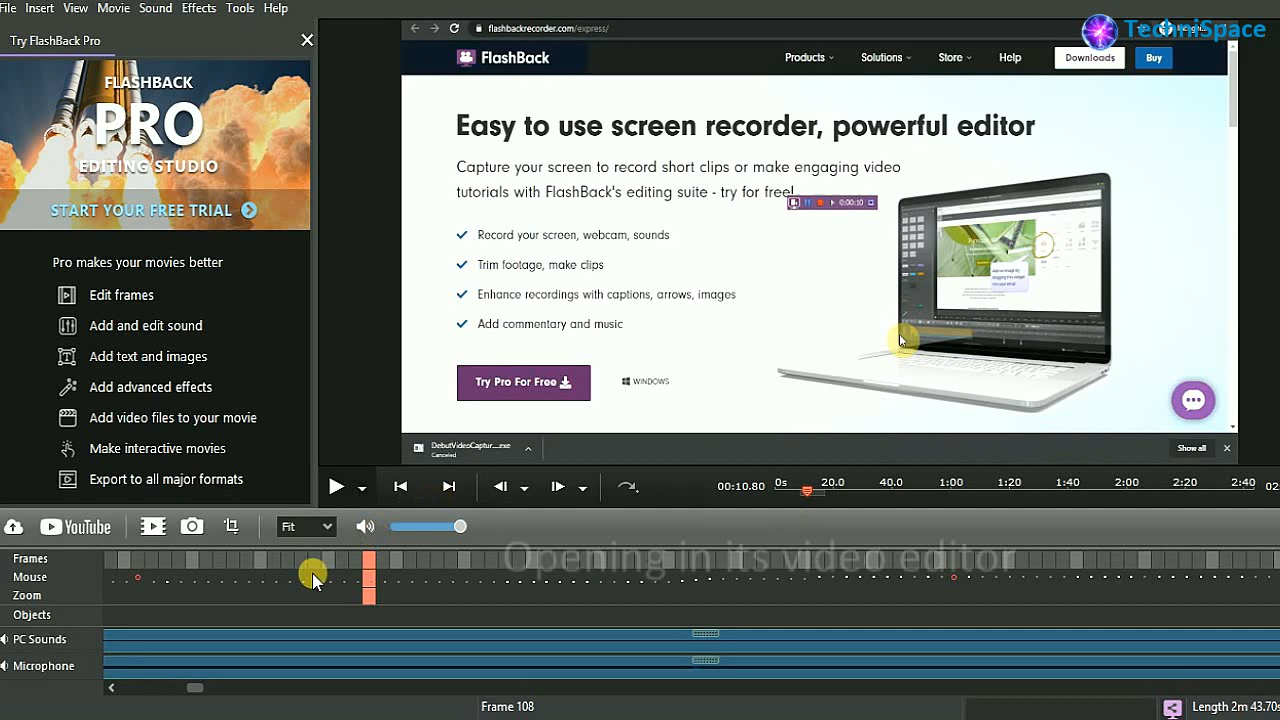 File Insert View Movie Sound Effects Tools Help
Try FlashBack Pro
FLASHBACK
PRO
EDITING STUDIO
START YOUR FREE TRIAL
Pro makes your movies better
Edit frames
Add and edit sound
Add text and images
Add advanced effects
Add video files to your movie
Make interactive movies
Export to all major formats
flashbackrecorder.com/express/
TechniSpace
FlashBack
Products Solutions Store Help Downloads Buy
Easy to use screen recorder, powerful editor
Capture your screen to record short clips or make engaging video
tutorials with FlashBack's editing suite - try for free!
0:00:10
Record your screen, webcam, sounds
Trim footage, make clips
Enhance recordings with captions, arrows, images
Add commentary and music
Try Pro For Free
WINDOWS
DebutVideoCaptur....exe
Canceled
Show all
00:10.80 0s 20.0 40.0 1:00 1:20 1:40 2:00 2:20 2:40
YouTube
Fit
Opening in its video editor
Frames
Mouse
Zoom
Objects
PC Sounds
Microphone
Frame 108
Length 2m 43.70s